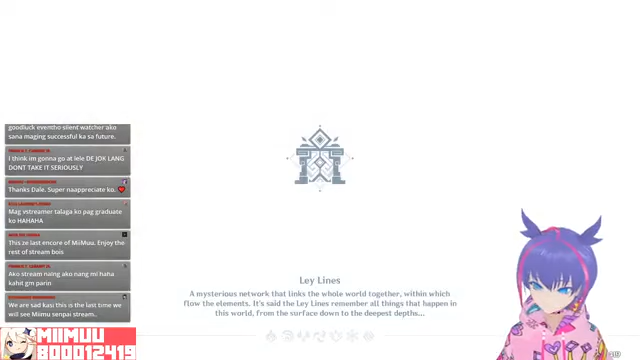 goodluck eventho silent watcher ako
sana maging successful ka sa future.
I think im gonna go at lele DE JOK LANG
DONT TAKE IT SERIOUSLY
Thanks Dale, Super naappreciate ko.
Mag vstreamer talaga ko pag graduate
ko HAHAHA
This ze last encore of MiiMuu. Enjoy the
rest of stream bois
Ako stream naing ako nang mi haha
kahit gm parin
We are sad kasi this is the last time we
will see Miimu senpai stream..
MIIMUU
800012419
Ley Lines
A mysterious network that links the whole world together, within which
flow the elements. It's said the Ley Lines remember all things that happen in
this world, from the surface down to the deepest depths...